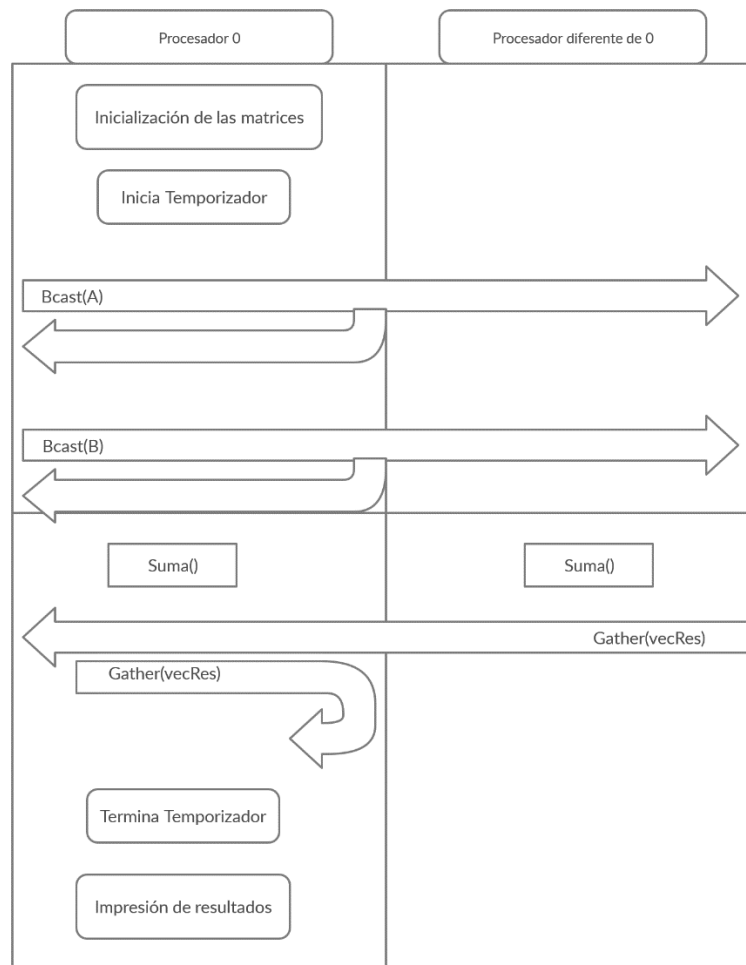 Procesador 0
Procesador diferente de 0
Inicialización de las matrices
Inicia Temporizador
Bcast(A)
Bcast(B)
Suma()
Suma()
Gather(vecRes)
Gather(vecRes)
Termina Temporizador
Impresión de resultados